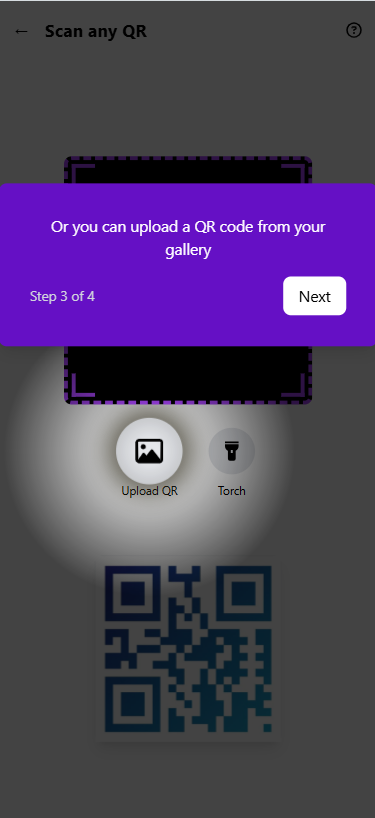 ← Scan any QR
Or you can upload a QR code from your
gallery
Step 3 of 4
Next
Upload QR
Torch